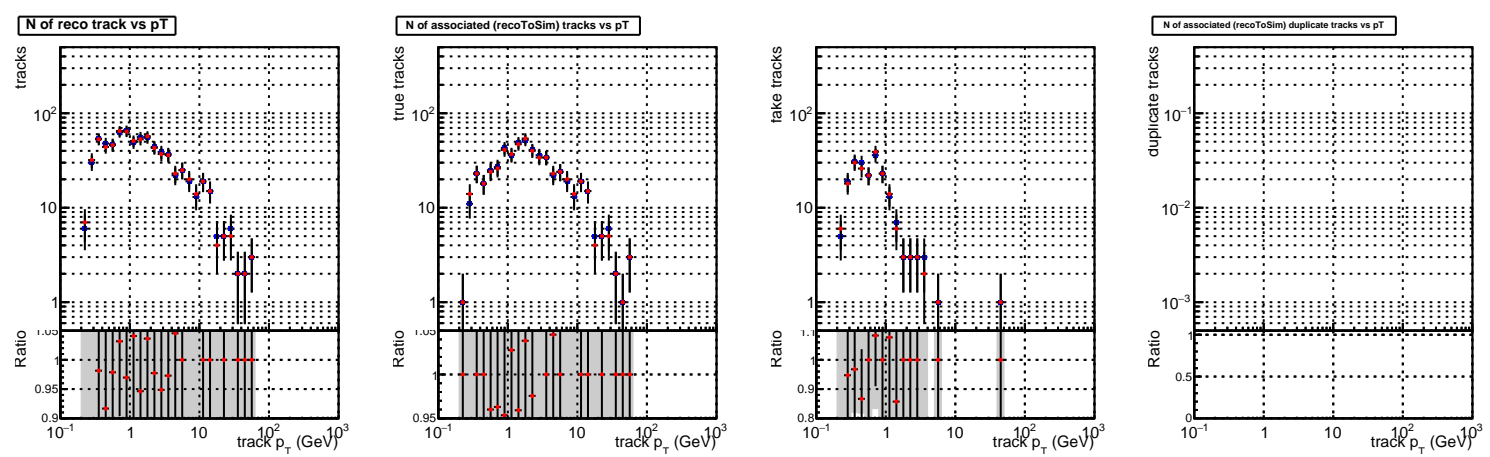 N of reco track vs pT
tracks
10²
10
1
Ratio
1.05
1
0.95
0.9
10⁻¹ 1 10 10² 10³
track p_T (GeV)
N of associated (recoToSim) tracks vs pT
true tracks
10²
10
1
Ratio
1.05
1
0.95
10⁻¹ 1 10 10² 10³
track p_T (GeV)
fake tracks
10²
10
1
Ratio
1.1
1
0.9
0.8
10⁻¹ 1 10 10² 10³
track p_T (GeV)
N of associated (recoToSim) duplicate tracks vs pT
duplicate tracks
10⁻¹
10⁻²
10⁻³
Ratio
1
0.5
0
10⁻¹ 1 10 10² 10³
track p_T (GeV)